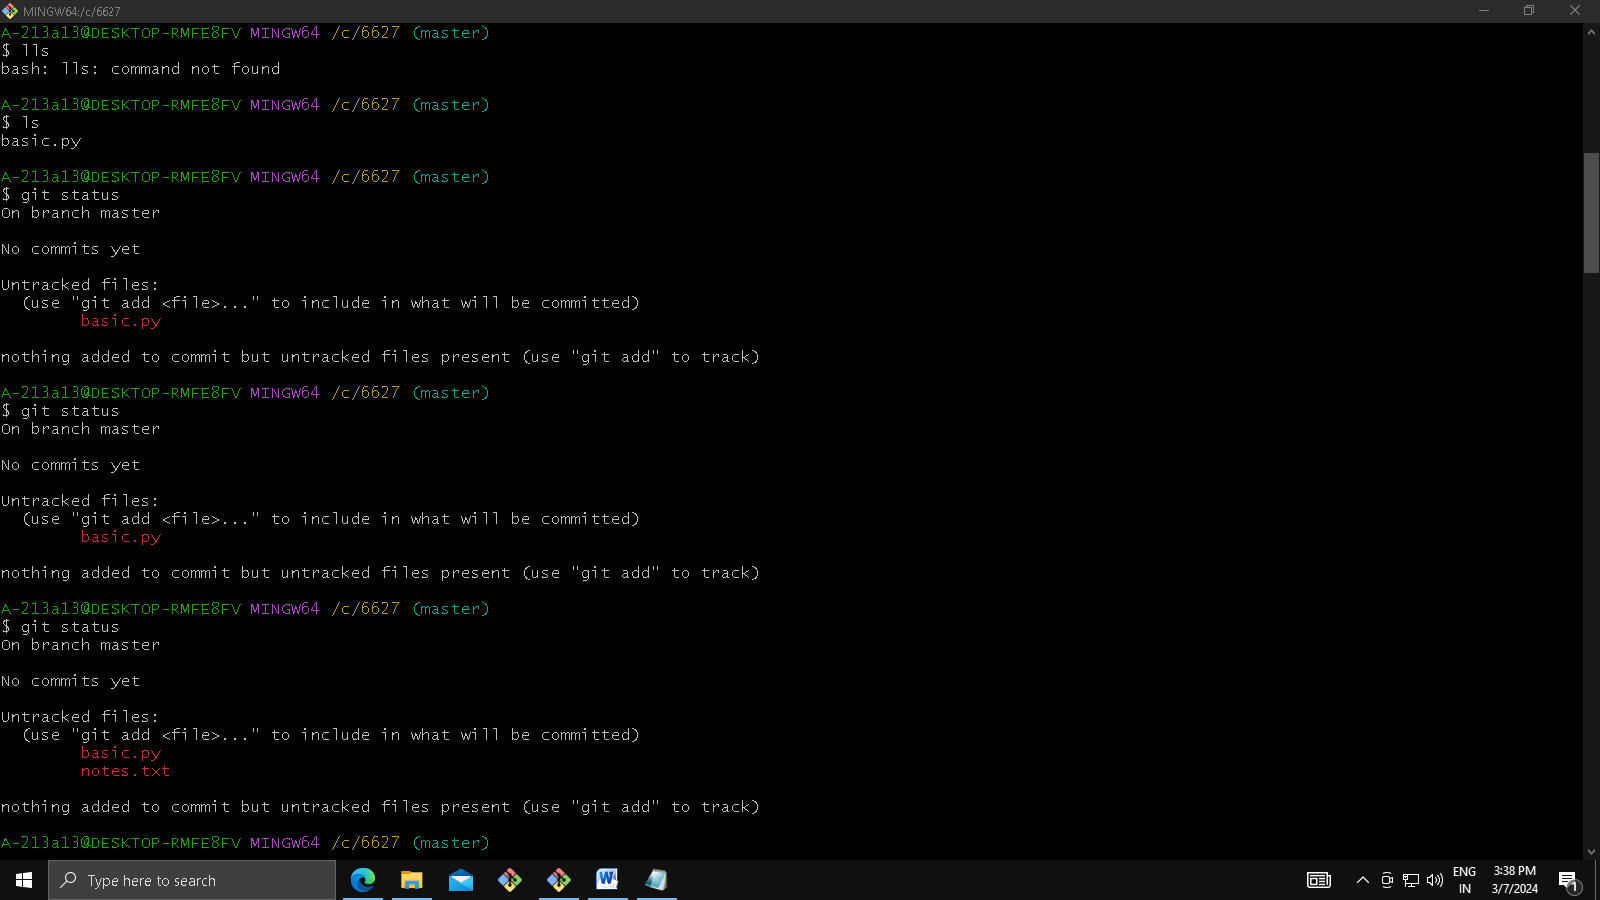 MINGW64:/c/6627
A-213a13@DESKTOP-RMFE8FV MINGW64 /c/6627 (master)
$ lls
bash: lls: command not found
A-213a13@DESKTOP-RMFE8FV MINGW64 /c/6627 (master)
$ ls
basic.py
A-213a13@DESKTOP-RMFE8FV MINGW64 /c/6627 (master)
$ git status
On branch master
No commits yet
Untracked files:
  (use "git add <file>..." to include in what will be committed)
        basic.py
nothing added to commit but untracked files present (use "git add" to track)
A-213a13@DESKTOP-RMFE8FV MINGW64 /c/6627 (master)
$ git status
On branch master
No commits yet
Untracked files:
  (use "git add <file>..." to include in what will be committed)
        basic.py
nothing added to commit but untracked files present (use "git add" to track)
A-213a13@DESKTOP-RMFE8FV MINGW64 /c/6627 (master)
$ git status
On branch master
No commits yet
Untracked files:
  (use "git add <file>..." to include in what will be committed)
        basic.py
        notes.txt
nothing added to commit but untracked files present (use "git add" to track)
A-213a13@DESKTOP-RMFE8FV MINGW64 /c/6627 (master)
Type here to search
W
ENG
IN
3:38 PM
3/7/2024
1